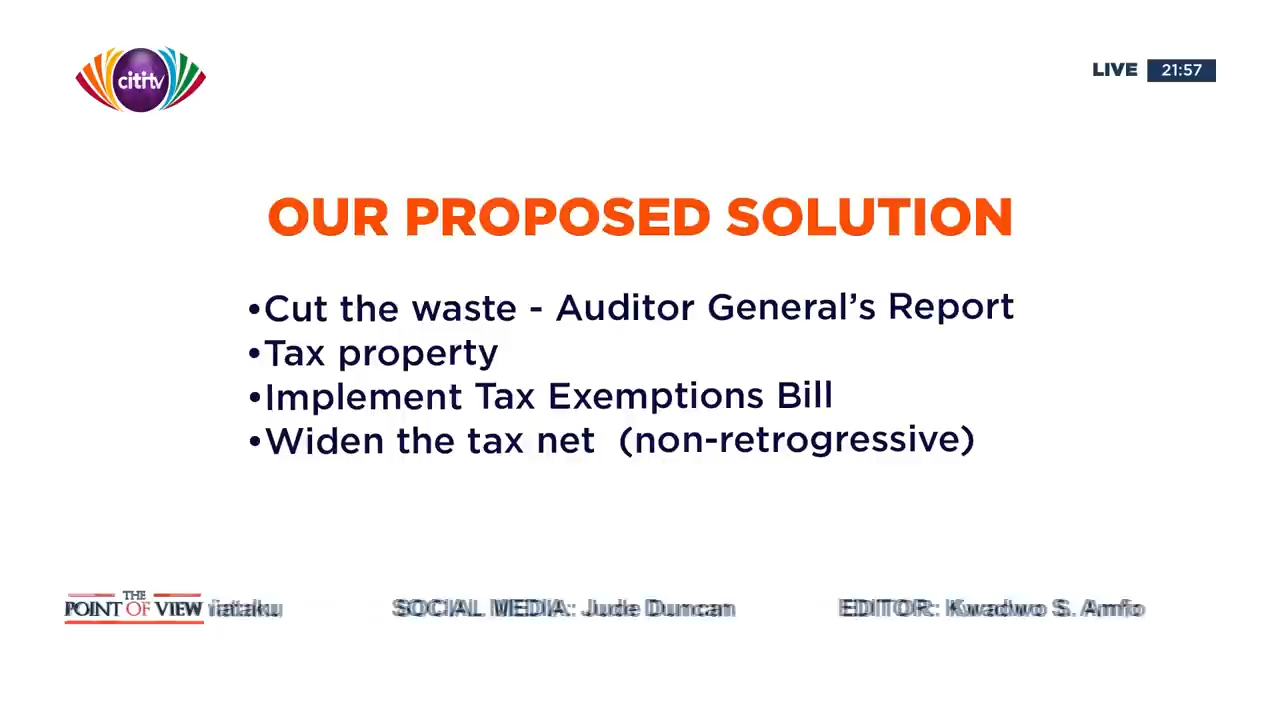 citi tv
LIVE 21:57
OUR PROPOSED SOLUTION
•Cut the waste - Auditor General’s Report
•Tax property
•Implement Tax Exemptions Bill
•Widen the tax net (non-retrogressive)
THE
POINT OF VIEW
SOCIAL MEDIA: Jude Duncan EDITOR: Kwadwo S. Amfo